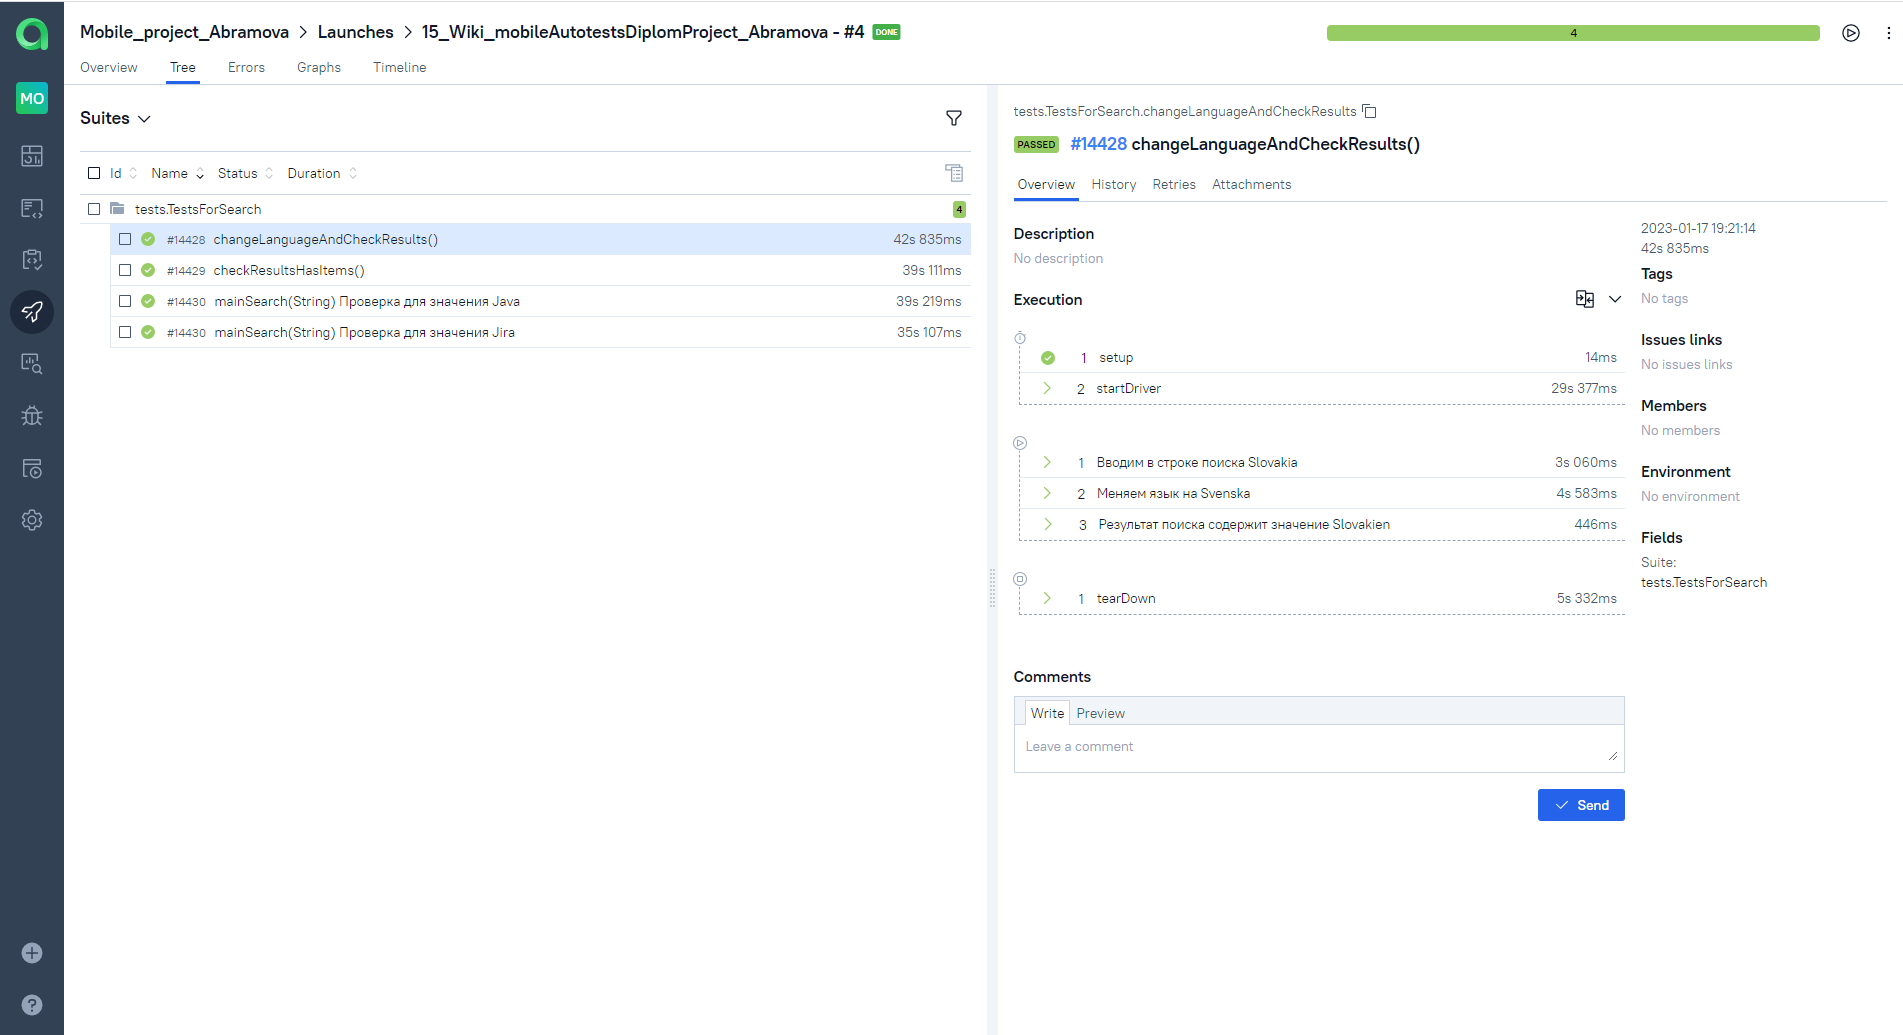 Mobile_project_Abramova > Launches > 15_Wiki_mobileAutotestsDiplomProject_Abramova - #4 DONE
4
Overview Tree Errors Graphs Timeline
MO
Suites
Id Name Status Duration
tests.TestsForSearch 4
#14428 changeLanguageAndCheckResults() 42s 835ms
#14429 checkResultsHasItems() 39s 111ms
#14430 mainSearch(String) Проверка для значения Java 39s 219ms
#14430 mainSearch(String) Проверка для значения Jira 35s 107ms
tests.TestsForSearch.changeLanguageAndCheckResults
PASSED #14428 changeLanguageAndCheckResults()
Overview History Retries Attachments
Description
No description
Execution
1 setup 14ms
2 startDriver 29s 377ms
1 Вводим в строке поиска Slovakia 3s 060ms
2 Меняем язык на Svenska 4s 583ms
3 Результат поиска содержит значение Slovakien 446ms
1 tearDown 5s 332ms
Comments
Write Preview
Leave a comment
Send
2023-01-17 19:21:14
42s 835ms
Tags
No tags
Issues links
No issues links
Members
No members
Environment
No environment
Fields
Suite:
tests.TestsForSearch